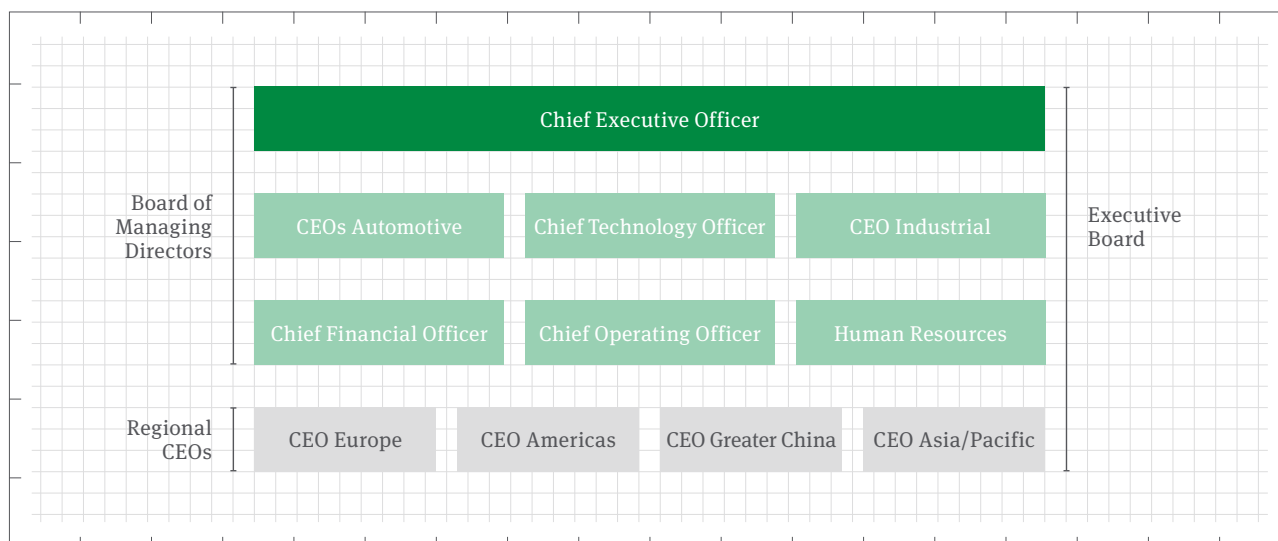 Chief Executive Officer
Board of
Managing
Directors
CEOs Automotive
Chief Technology Officer
CEO Industrial
Executive
Board
Chief Financial Officer
Chief Operating Officer
Human Resources
Regional
CEOs
CEO Europe
CEO Americas
CEO Greater China
CEO Asia/Pacific